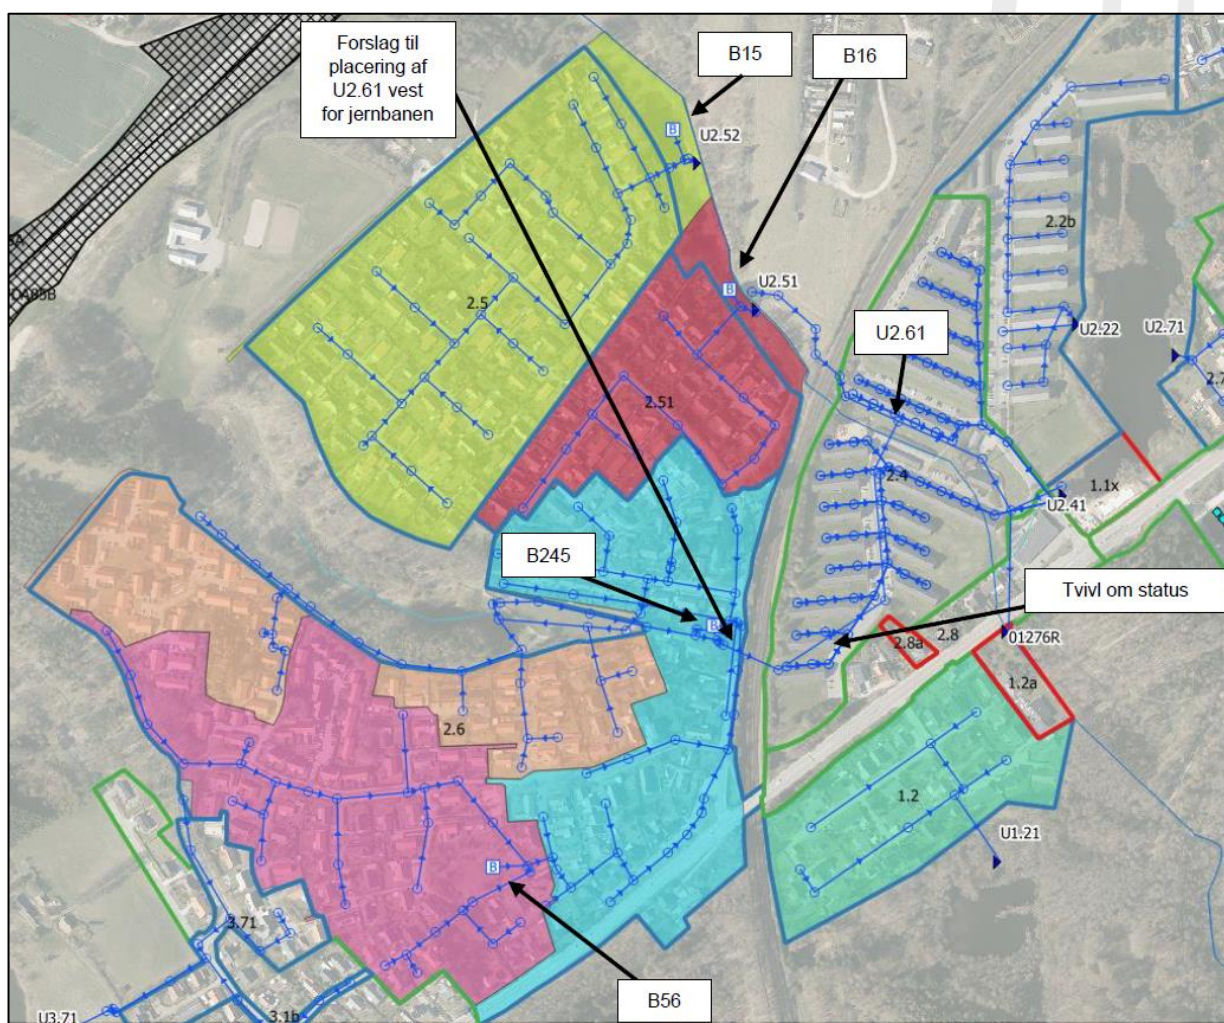 Forslag til
placering af
U2.61 vest
for jernbanen
B15
B16
B
U2.52
2.2b
2.5
B
U2.51
U2.61
U2.22
U2.71
2.51
2.4
1.1x
U2.41
B245
Tvivl om status
B
2.8a
2.8
01276R
1.2a
2.6
1.2
U1.21
B
3.71
B56
U3.71
3.1b